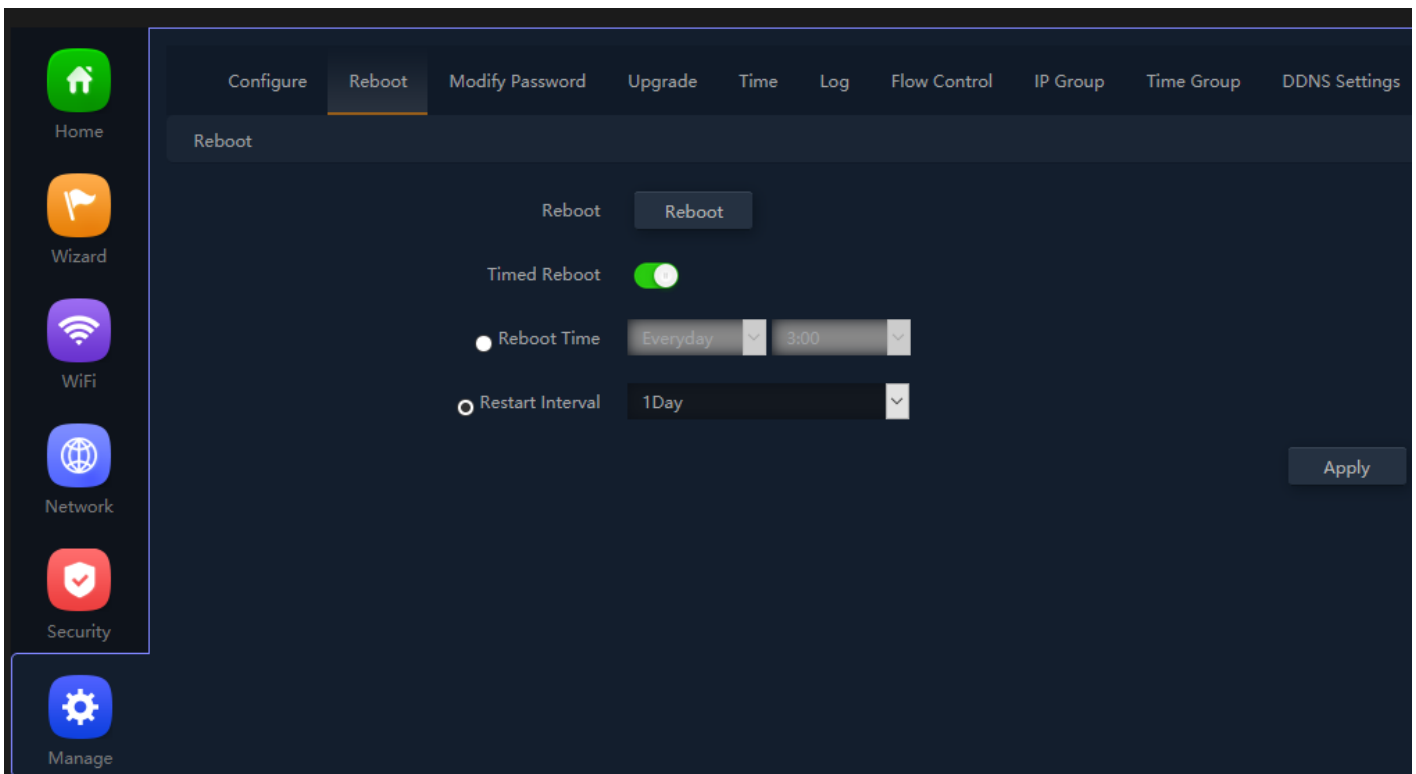 Configure Reboot Modify Password Upgrade Time Log Flow Control IP Group Time Group DDNS Settings
Home
Reboot
Reboot Reboot
Wizard
Timed Reboot
Reboot Time Everyday 3:00
WiFi
Restart Interval 1Day
Apply
Network
Security
Manage